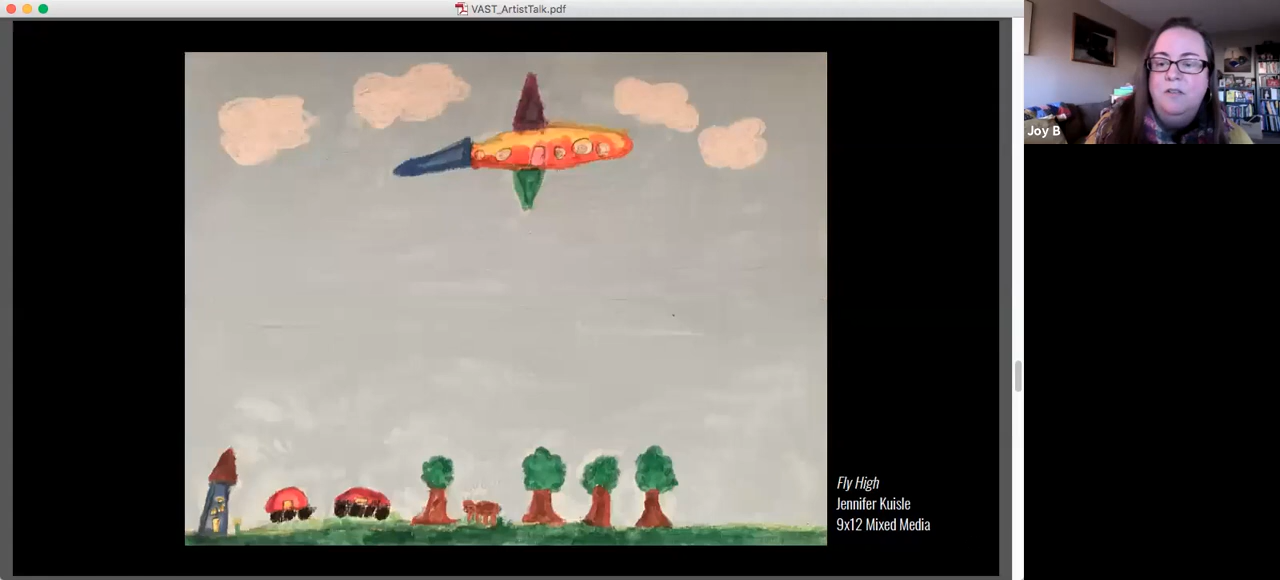 VAST_ArtistTalk.pdf
Joy B
Fly High
Jennifer Kuisle
9x12 Mixed Media